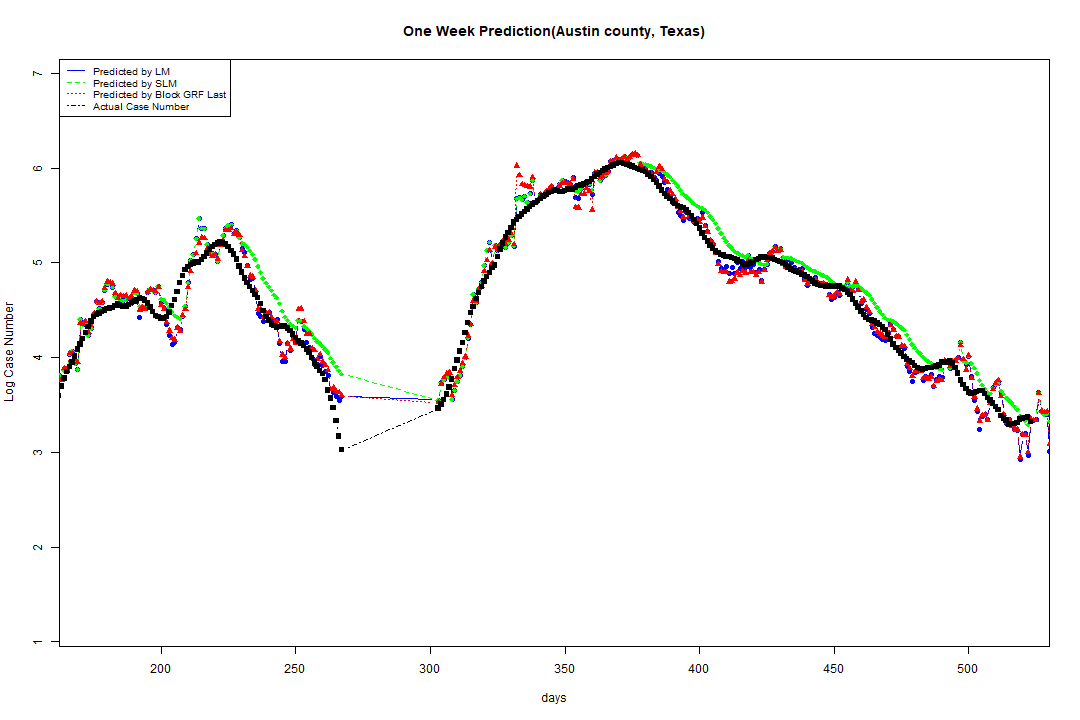 One Week Prediction(Austin county, Texas)
Predicted by LM
Predicted by SLM
Predicted by Block GRF Last
Actual Case Number
7
6
5
4
3
2
1
Log Case Number
200 250 300 350 400 450 500
days